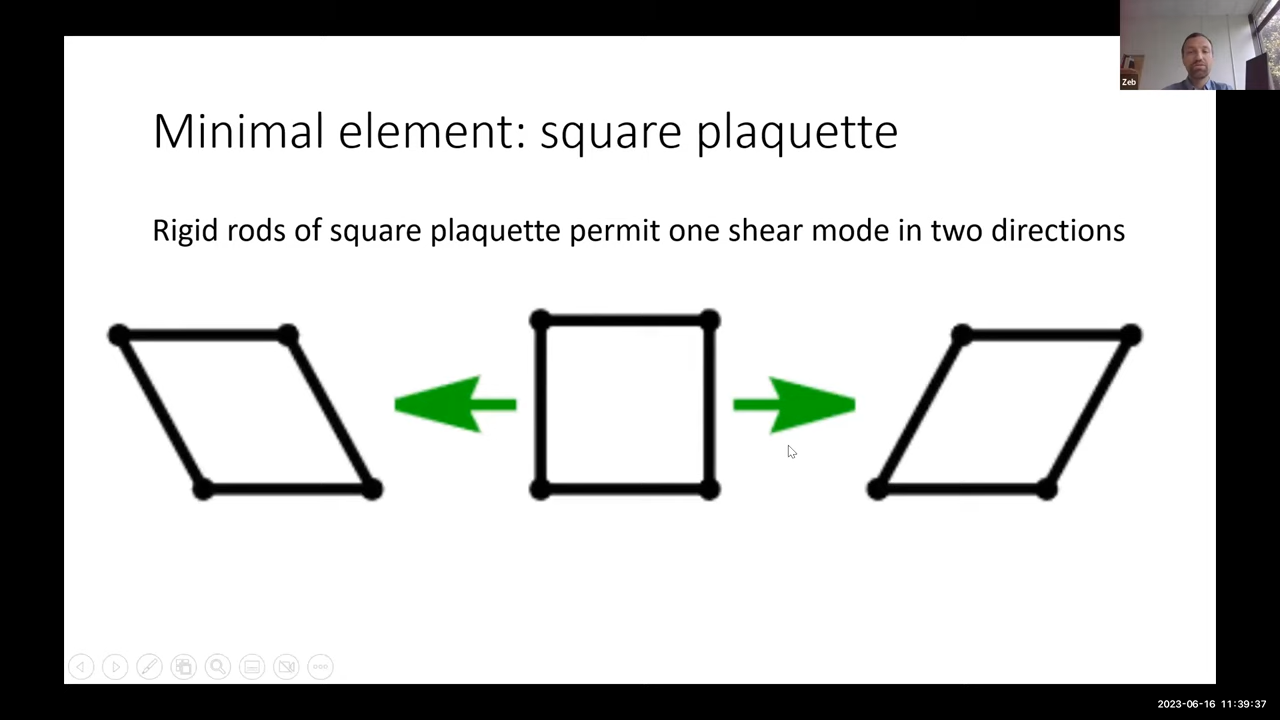 Zeb
Minimal element: square plaquette
Rigid rods of square plaquette permit one shear mode in two directions
2023-06-16 11:39:37